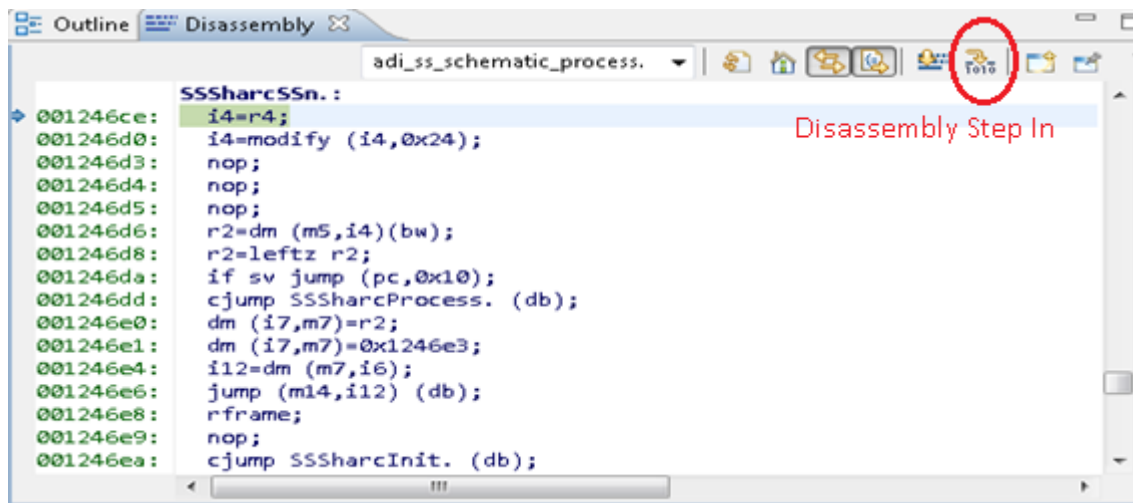 Outline Disassembly
adi_ss_schematic_process.
SSSharcSSn.:
001246ce: i4=r4;
Disassembly Step In
001246d0: i4=modify (i4,0x24);
001246d3: nop;
001246d4: nop;
001246d5: nop;
001246d6: r2=dm (m5,i4)(bw);
001246d8: r2=leftz r2;
001246da: if sv jump (pc,0x10);
001246dd: cjump SSSharcProcess. (db);
001246e0: dm (i7,m7)=r2;
001246e1: dm (i7,m7)=0x1246e3;
001246e4: i12=dm (m7,i6);
001246e6: jump (m14,i12) (db);
001246e8: rframe;
001246e9: nop;
001246ea: cjump SSSharcInit. (db);